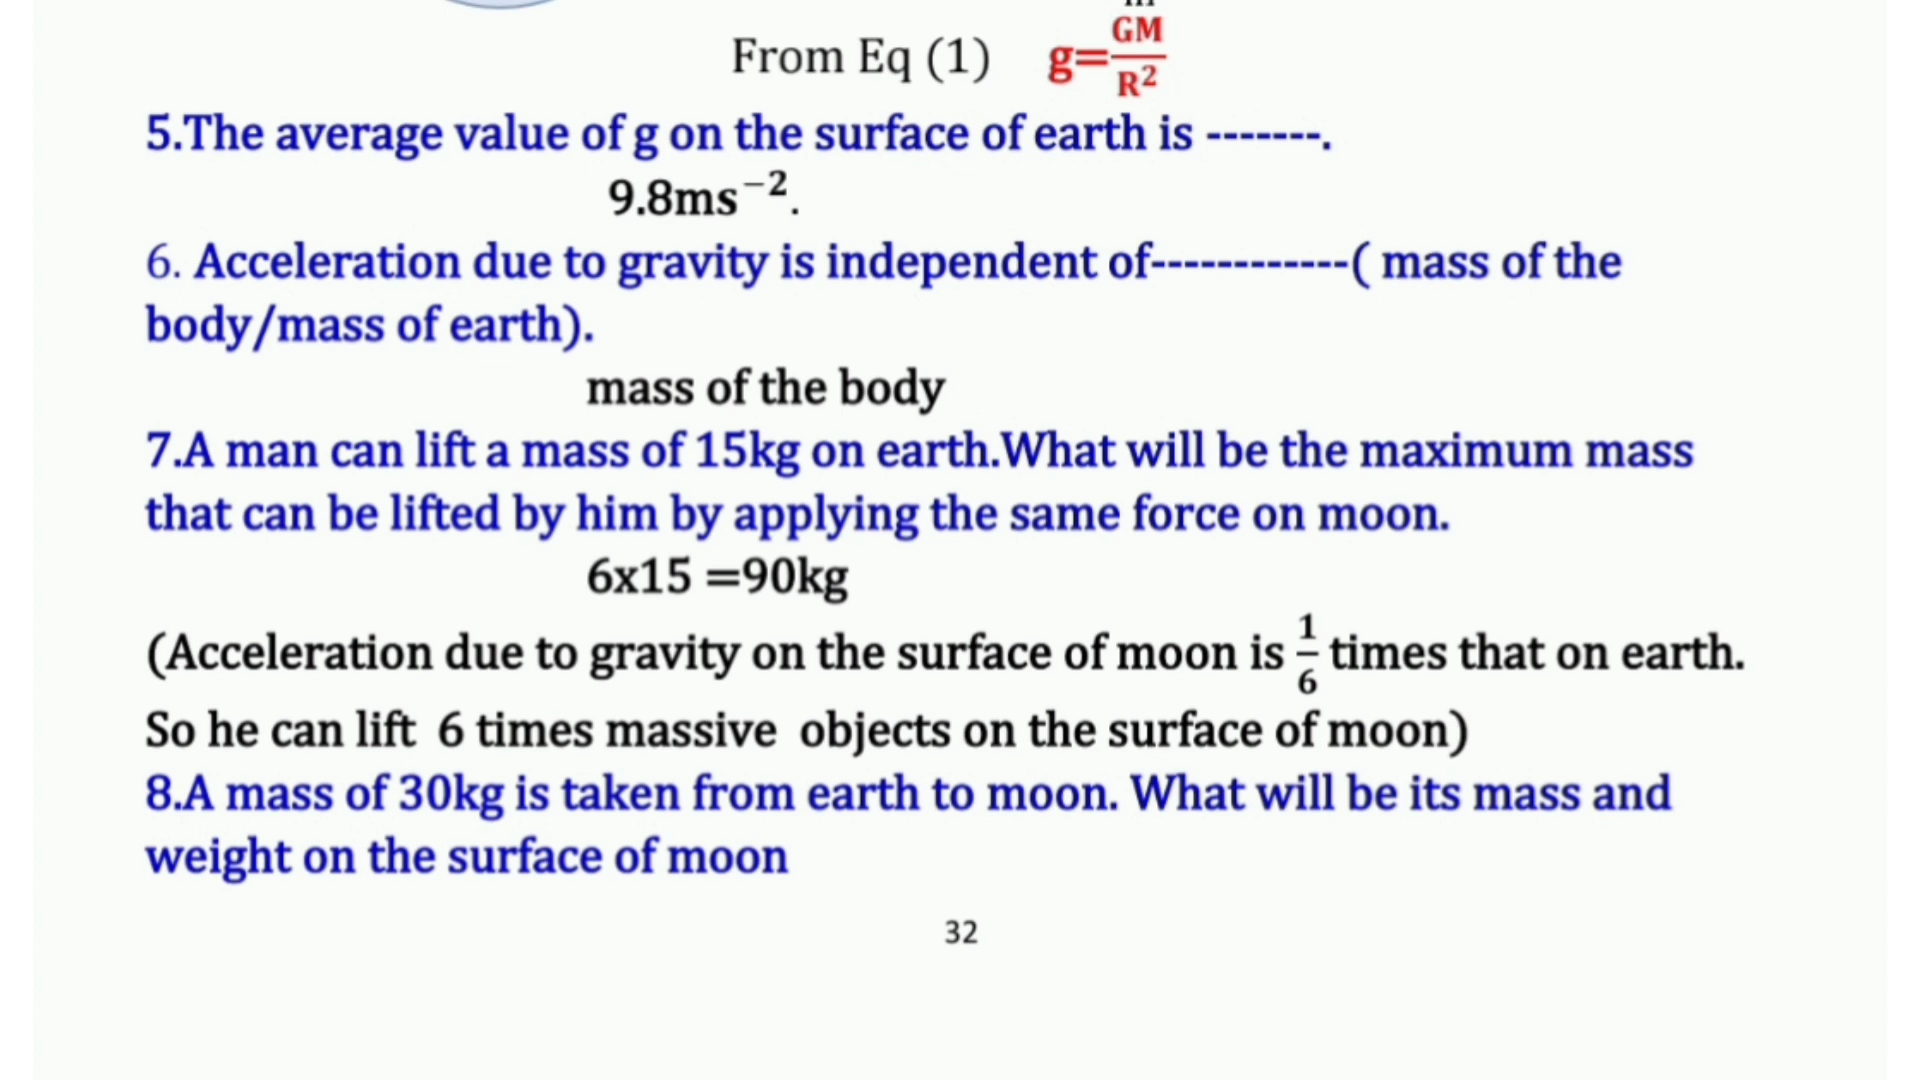 From Eq (1) g=GM/R²
5.The average value of g on the surface of earth is -------.
9.8ms⁻².
6. Acceleration due to gravity is independent of------------( mass of the
body/mass of earth).
mass of the body
7.A man can lift a mass of 15kg on earth.What will be the maximum mass
that can be lifted by him by applying the same force on moon.
6x15 =90kg
(Acceleration due to gravity on the surface of moon is 1/6 times that on earth.
So he can lift 6 times massive objects on the surface of moon)
8.A mass of 30kg is taken from earth to moon. What will be its mass and
weight on the surface of moon
32